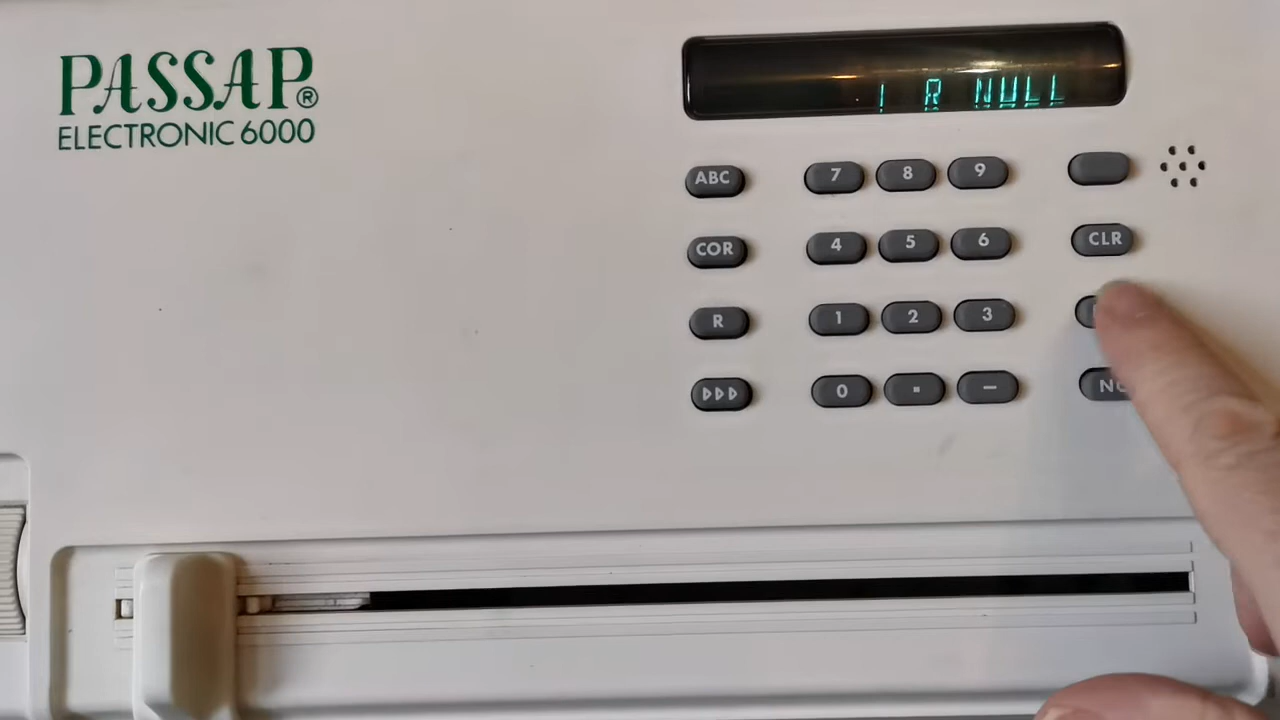 PASSAP®
ELECTRONIC 6000
1 R NULL
ABC 7 8 9
COR 4 5 6 CLR
R 1 2 3
0 . −